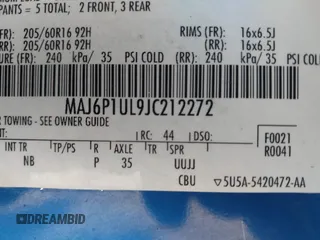 PANTS = 5 TOTAL; 2 FRONT, 3 REAR
(FR): 205/60R16 92H RIMS (FR): 16x6.5J
(RR): 205/60R16 92H (RR): 16x6.5J
URE (FR): 240 kPa/ 35 PSI COLD (RR): 240 kPa/ 35 PSI COLD
MAJ6P1UL9JC212272
R TOWING - SEE OWNER GUIDE
RC: 44 DSO:
F0021
R0041
INT TR TP/PS R AXLE TR SPR
NB P 35 UUJJ
CBU ▽5U5A-5420472-AA
DREAMBID